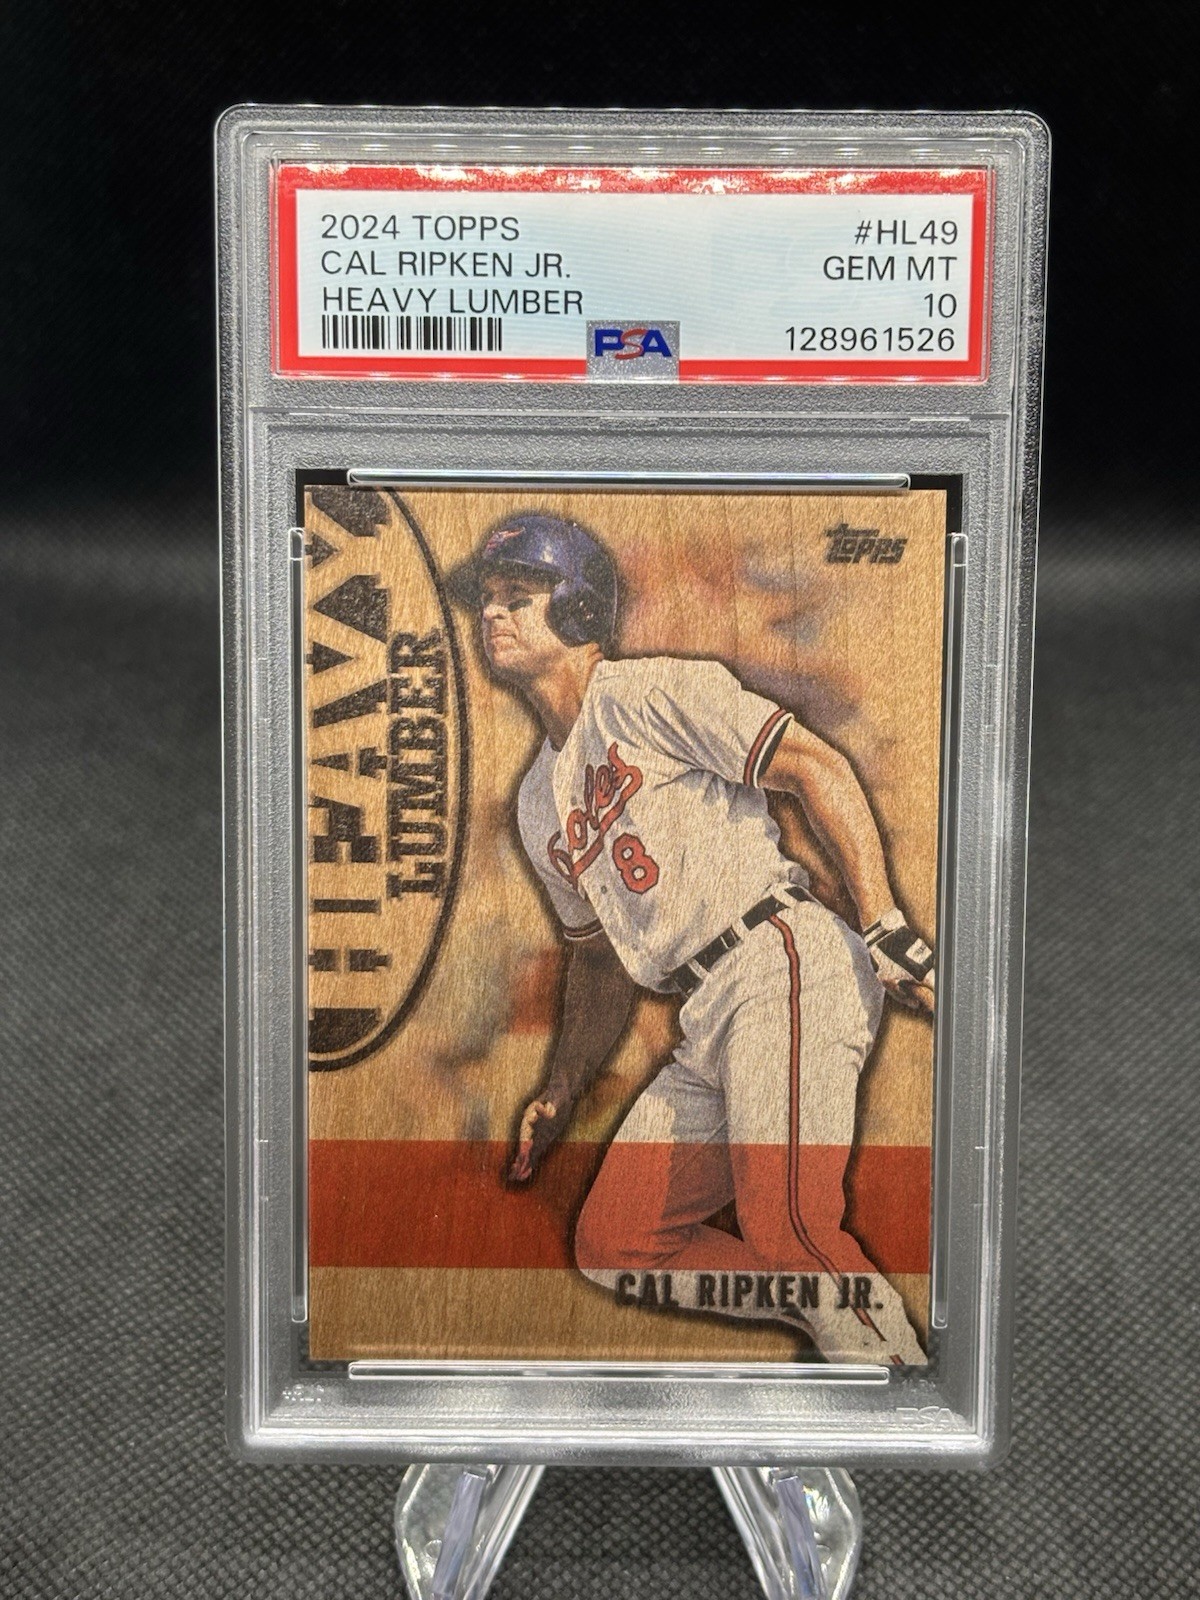 2024 TOPPS
#HL49
CAL RIPKEN JR.
GEM MT
HEAVY LUMBER
10
PSA
128961526
HEAVY
LUMBER
TOPPS
Orioles
8
CAL RIPKEN JR.
PSA